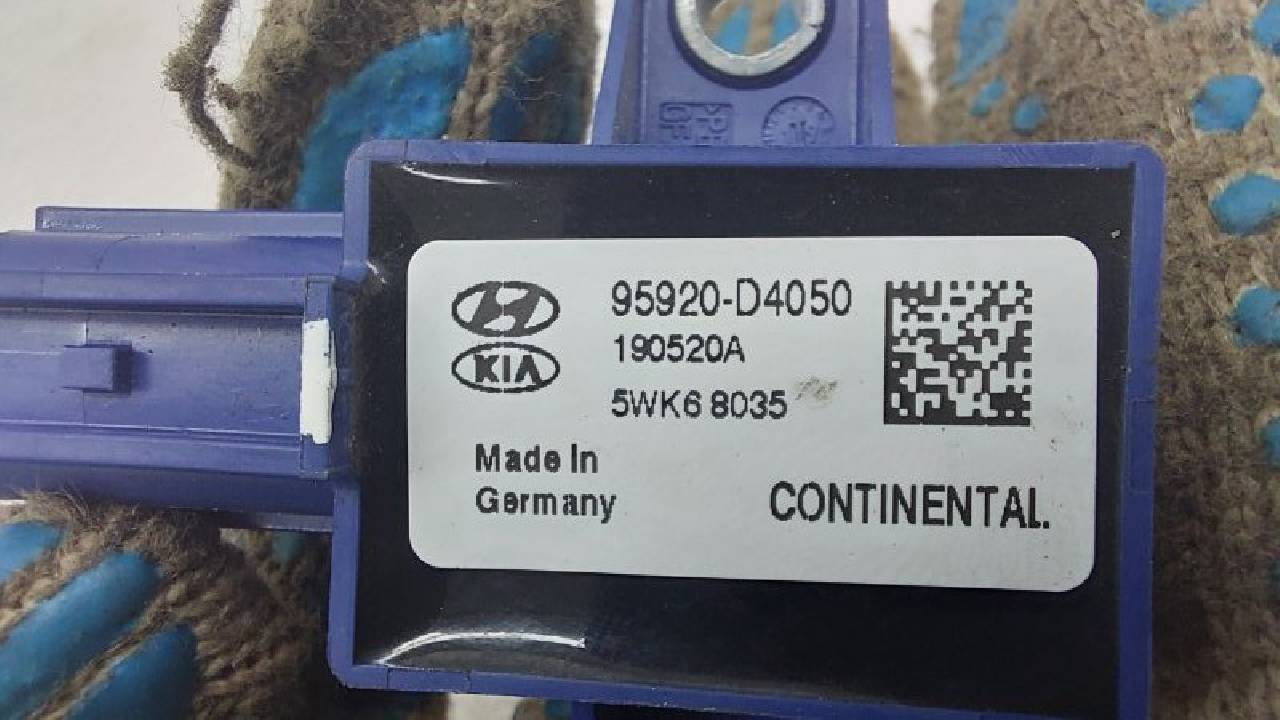 KIA
95920-D4050
190520A
5WK6 8035
Made In
Germany
CONTINENTAL.